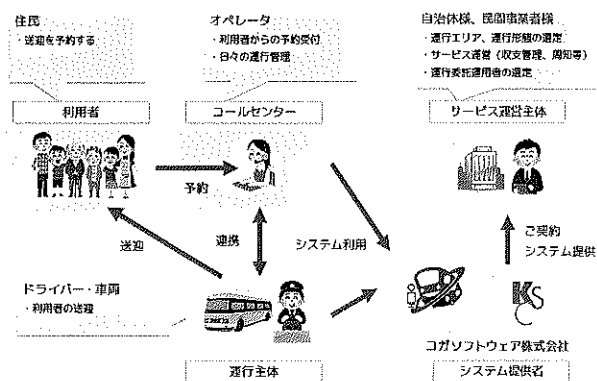 住民
・送迎を予約する
利用者
オペレータ
・利用者からの予約受付
・日々の運行管理
コールセンター
自治体様、民間事業者様
・運行エリア、運行形態の選定
・サービス運営（収支管理、周知等）
・運行委託運用者の選定
サービス運営主体
予約
送迎
連携
システム利用
ご契約
システム提供
ドライバー・車両
・利用者の送迎
運行主体
KS
コガソフトウェア株式会社
システム提供者